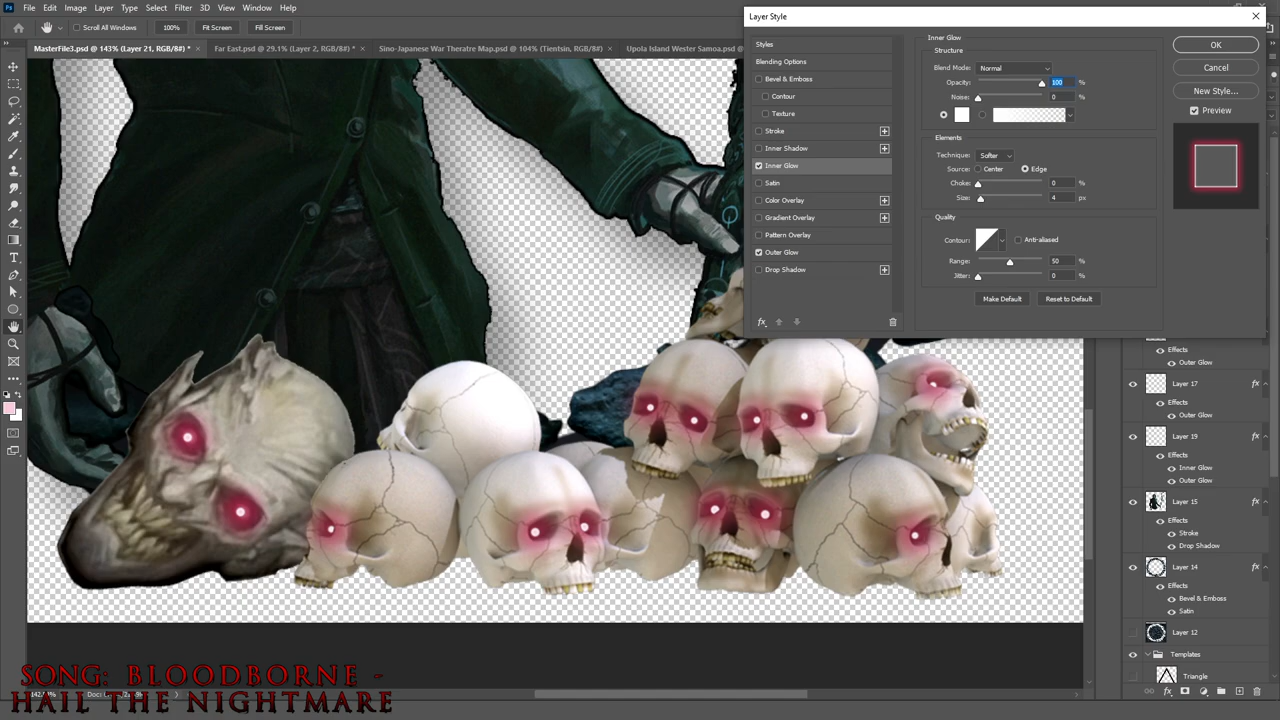 Ps File Edit Image Layer Type Select Filter 3D View Window Help
Scroll All Windows 100% Fit Screen Fill Screen
MasterFile3.psd @ 143% (Layer 21, RGB/8#) * × Far East.psd @ 29.1% (Layer 2, RGB/8#) * × Sino-Japanese War Theratre Map.psd @ 104% (Tientsin, RGB/8#) × Upola Island Wester Samoa.psd @
Layer Style
Styles
Blending Options
Bevel & Emboss
Contour
Texture
Stroke
Inner Shadow
Inner Glow
Satin
Color Overlay
Gradient Overlay
Pattern Overlay
Outer Glow
Drop Shadow
fx
Inner Glow
Structure
Blend Mode: Normal
Opacity: 100 %
Noise: 0 %
Elements
Technique: Softer
Source: Center Edge
Choke: 0 %
Size: 4 px
Quality
Contour: Anti-aliased
Range: 50 %
Jitter: 0 %
Make Default Reset to Default
OK
Cancel
New Style...
Preview
Effects
Outer Glow
Layer 17 fx
Effects
Outer Glow
Layer 19 fx
Effects
Inner Glow
Outer Glow
Layer 15 fx
Effects
Stroke
Drop Shadow
Layer 14 fx
Effects
Bevel & Emboss
Satin
Layer 12
Templates
Triangle
fx
SONG: BLOODBORNE -
HAIL THE NIGHTMARE